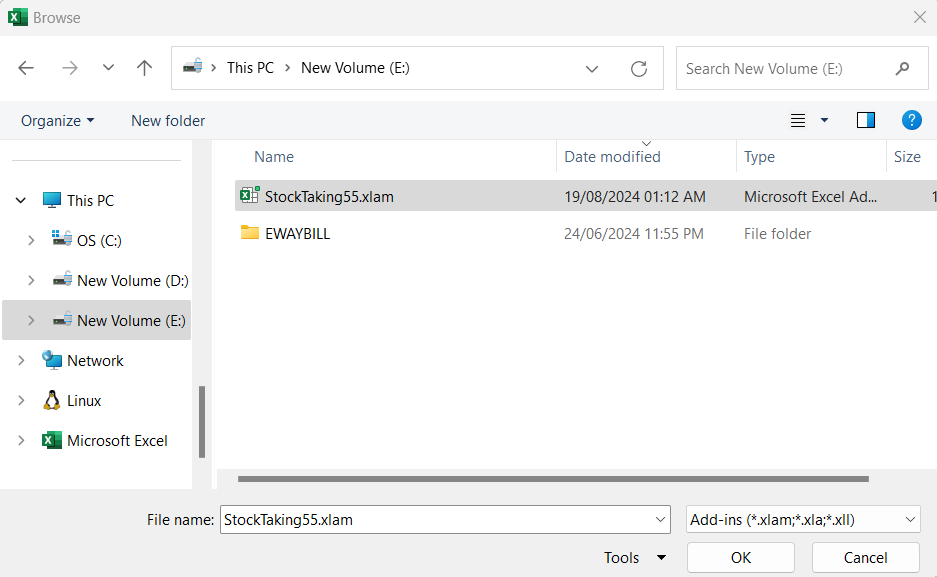 Browse
This PC > New Volume (E:)
Search New Volume (E:)
Organize
New folder
?
Name Date modified Type Size
StockTaking55.xlam 19/08/2024 01:12 AM Microsoft Excel Ad... 1
EWAYBILL 24/06/2024 11:55 PM File folder
This PC
OS (C:)
New Volume (D:)
New Volume (E:)
Network
Linux
Microsoft Excel
File name: StockTaking55.xlam Add-ins (*.xlam;*.xla;*.xll)
Tools OK Cancel